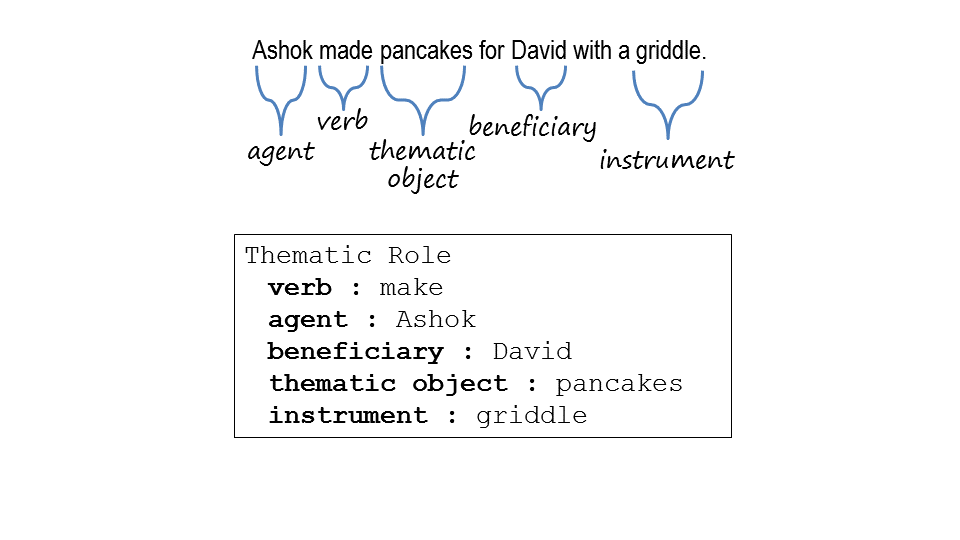 Ashok made pancakes for David with a griddle.
agent
verb
thematic
object
beneficiary
instrument
Thematic Role
verb : make
agent : Ashok
beneficiary : David
thematic object : pancakes
instrument : griddle